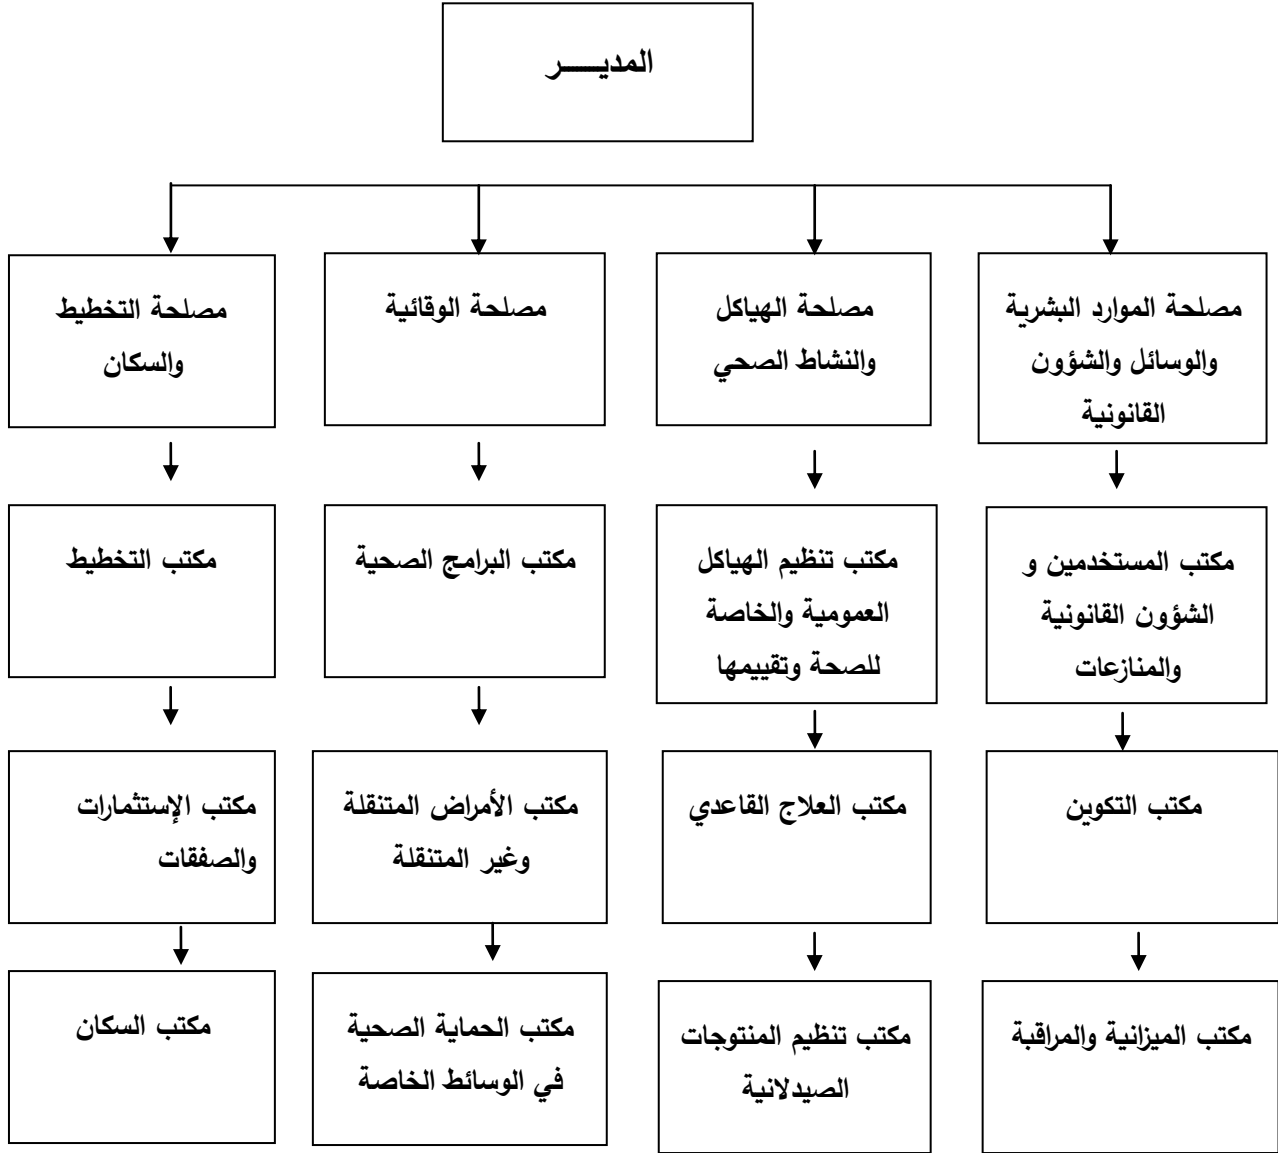 المديــــــر
مصلحة الموارد البشرية
والوسائل والشؤون
القانونية
مصلحة الهياكل
والنشاط الصحي
مصلحة الوقائية
مصلحة التخطيط
والسكان
مكتب المستخدمين و
الشؤون القانونية
والمنازعات
مكتب تنظيم الهياكل
العمومية والخاصة
للصحة وتقييمها
مكتب البرامج الصحية
مكتب التخطيط
مكتب التكوين
مكتب العلاج القاعدي
مكتب الأمراض المتنقلة
وغير المتنقلة
مكتب الإستثمارات
والصفقات
مكتب الميزانية والمراقبة
مكتب تنظيم المنتوجات
الصيدلانية
مكتب الحماية الصحية
في الوسائط الخاصة
مكتب السكان